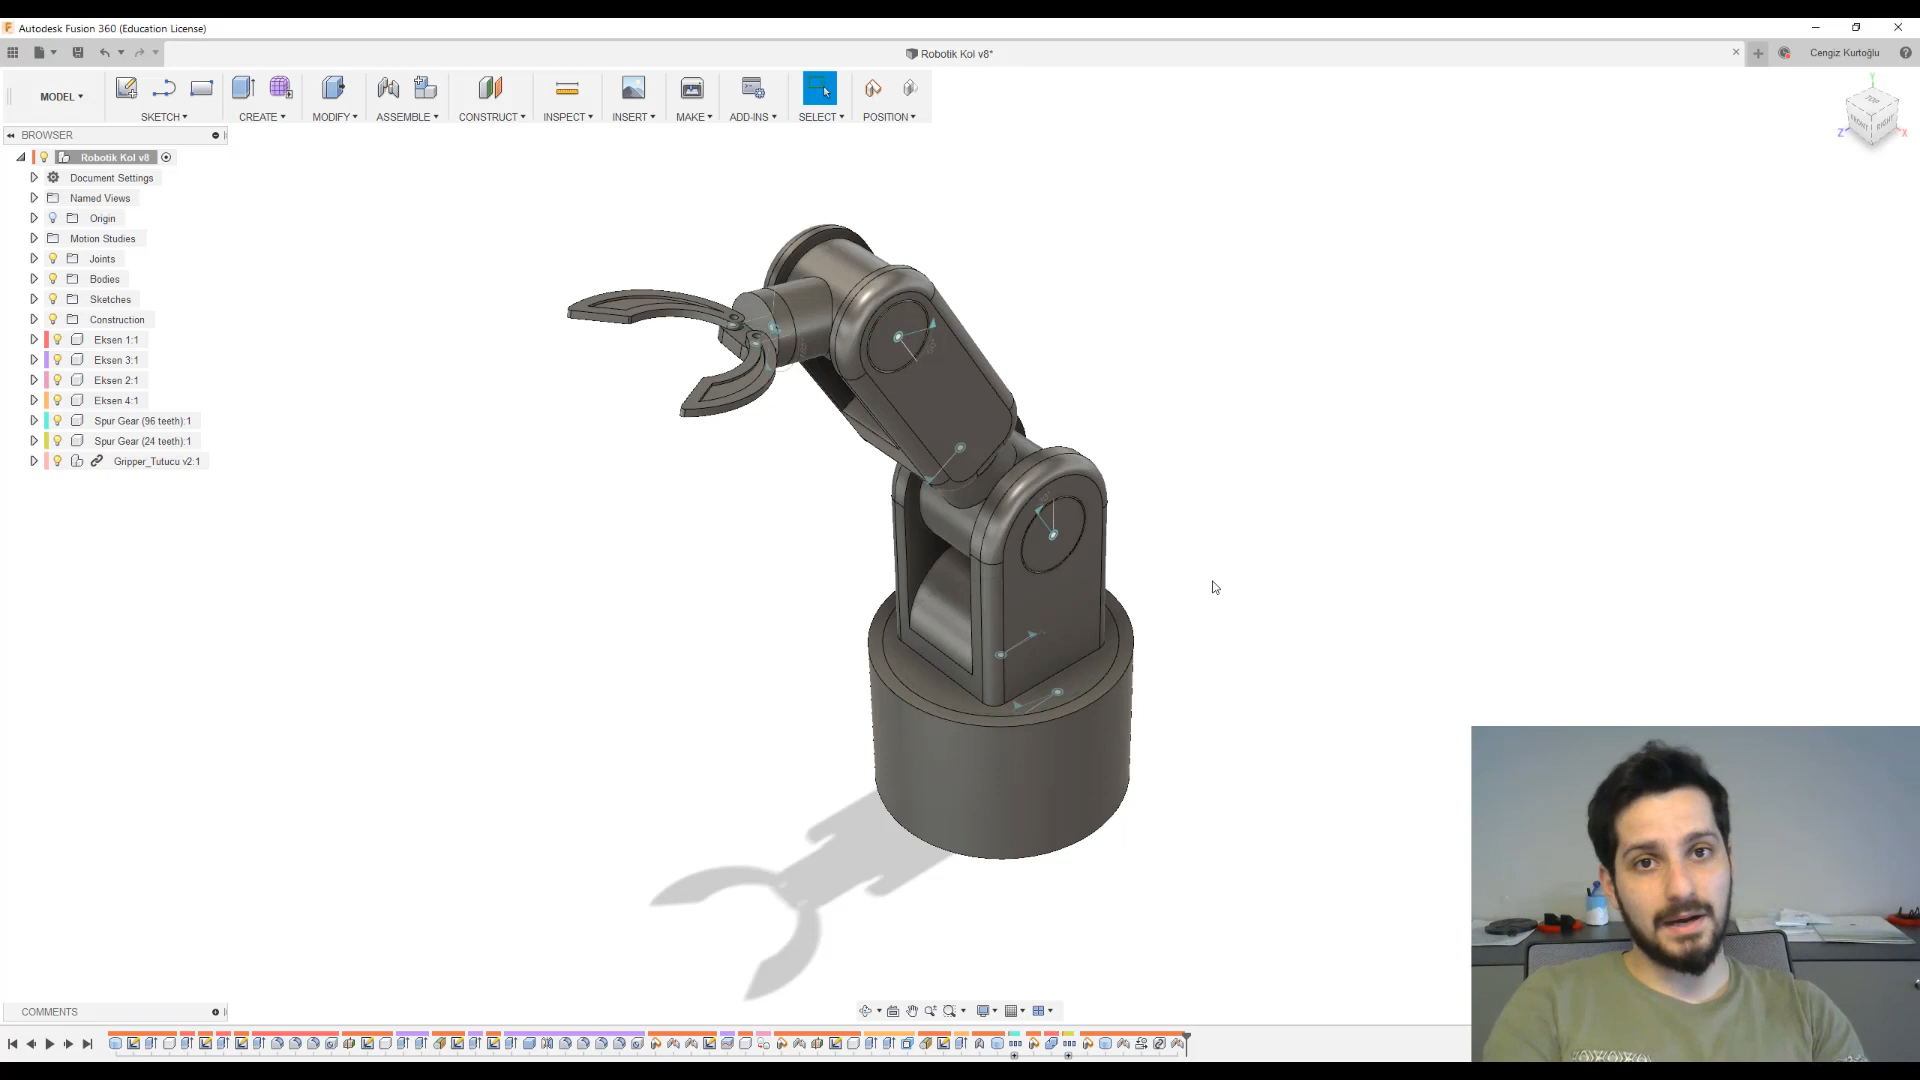 Autodesk Fusion 360 (Education License)
Robotik Kol v8*
Cengiz Kurtoğlu
MODEL
SKETCH
CREATE
MODIFY
ASSEMBLE
CONSTRUCT
INSPECT
INSERT
MAKE
ADD-INS
SELECT
POSITION
TOP
FRONT
RIGHT
Y
Z
X
BROWSER
Robotik Kol v8
Document Settings
Named Views
Origin
Motion Studies
Joints
Bodies
Sketches
Construction
Eksen 1:1
Eksen 3:1
Eksen 2:1
Eksen 4:1
Spur Gear (96 teeth):1
Spur Gear (24 teeth):1
Gripper_Tutucu v2:1
COMMENTS